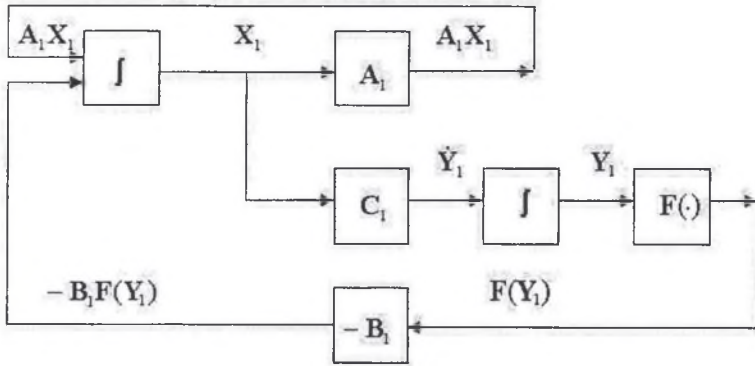 A₁X₁
X₁
A₁X₁
∫
A₁
Ẏ₁
Y₁
C₁
∫
F(·)
− B₁F(Y₁)
F(Y₁)
− B₁